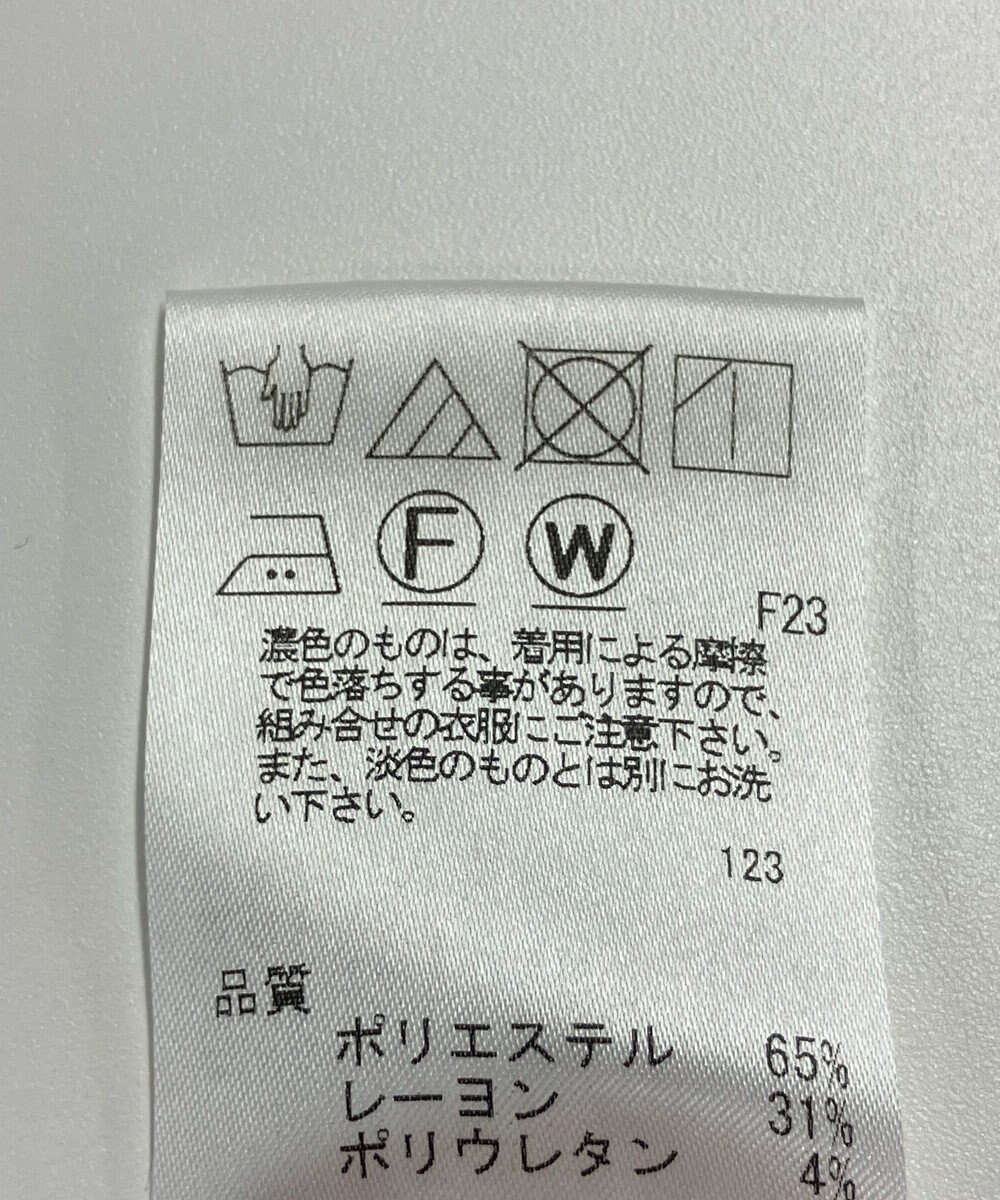 F W
F23
濃色のものは、着用による摩擦
で色落ちする事がありますので、
組み合せの衣服にご注意下さい。
また、淡色のものとは別にお洗
い下さい。
123
品質
ポリエステル 65%
レーヨン 31%
ポリウレタン 4%